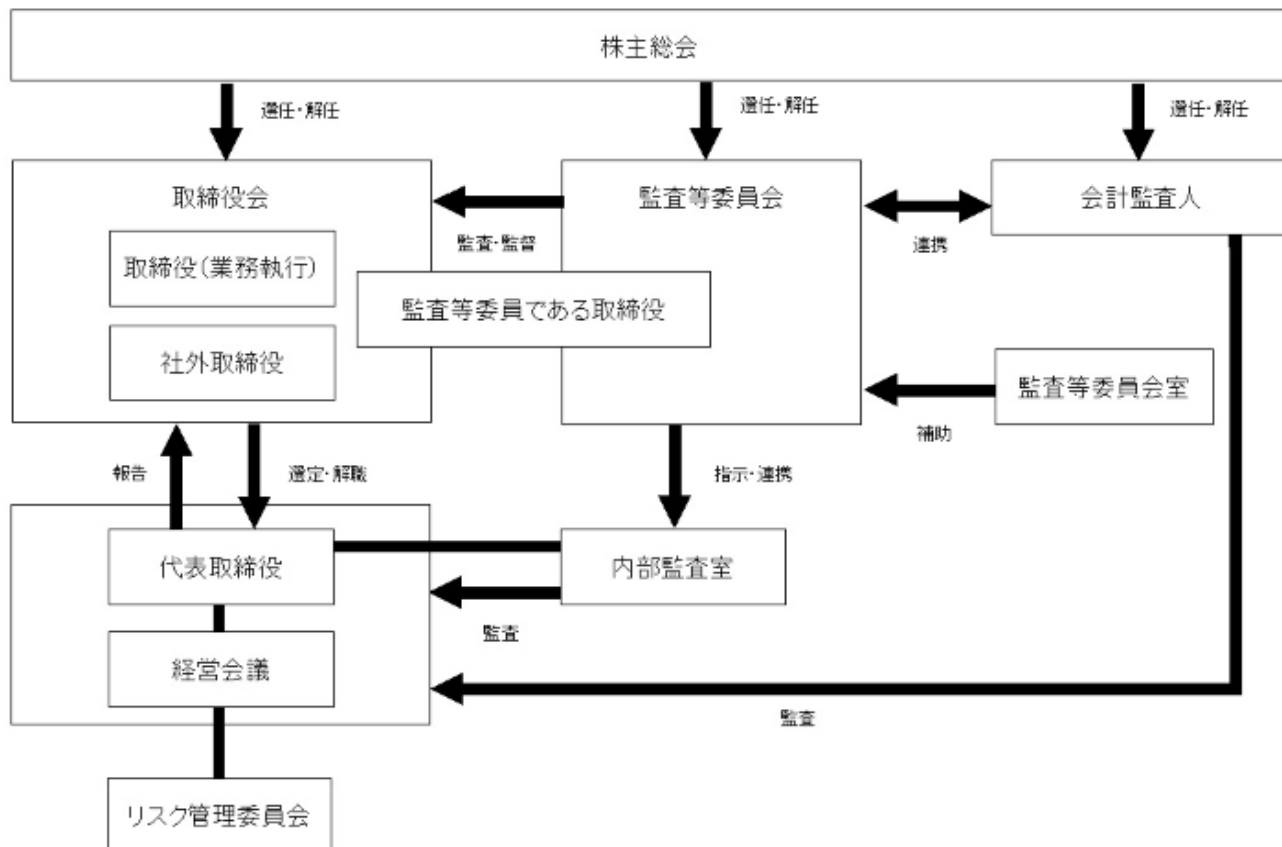 株主総会
選任・解任
選任・解任
選任・解任
取締役会
監査等委員会
会計監査人
監査・監督
連携
取締役(業務執行)
監査等委員である取締役
社外取締役
監査等委員会室
補助
報告
選定・解職
指示・連携
代表取締役
内部監査室
監査
経営会議
監査
リスク管理委員会